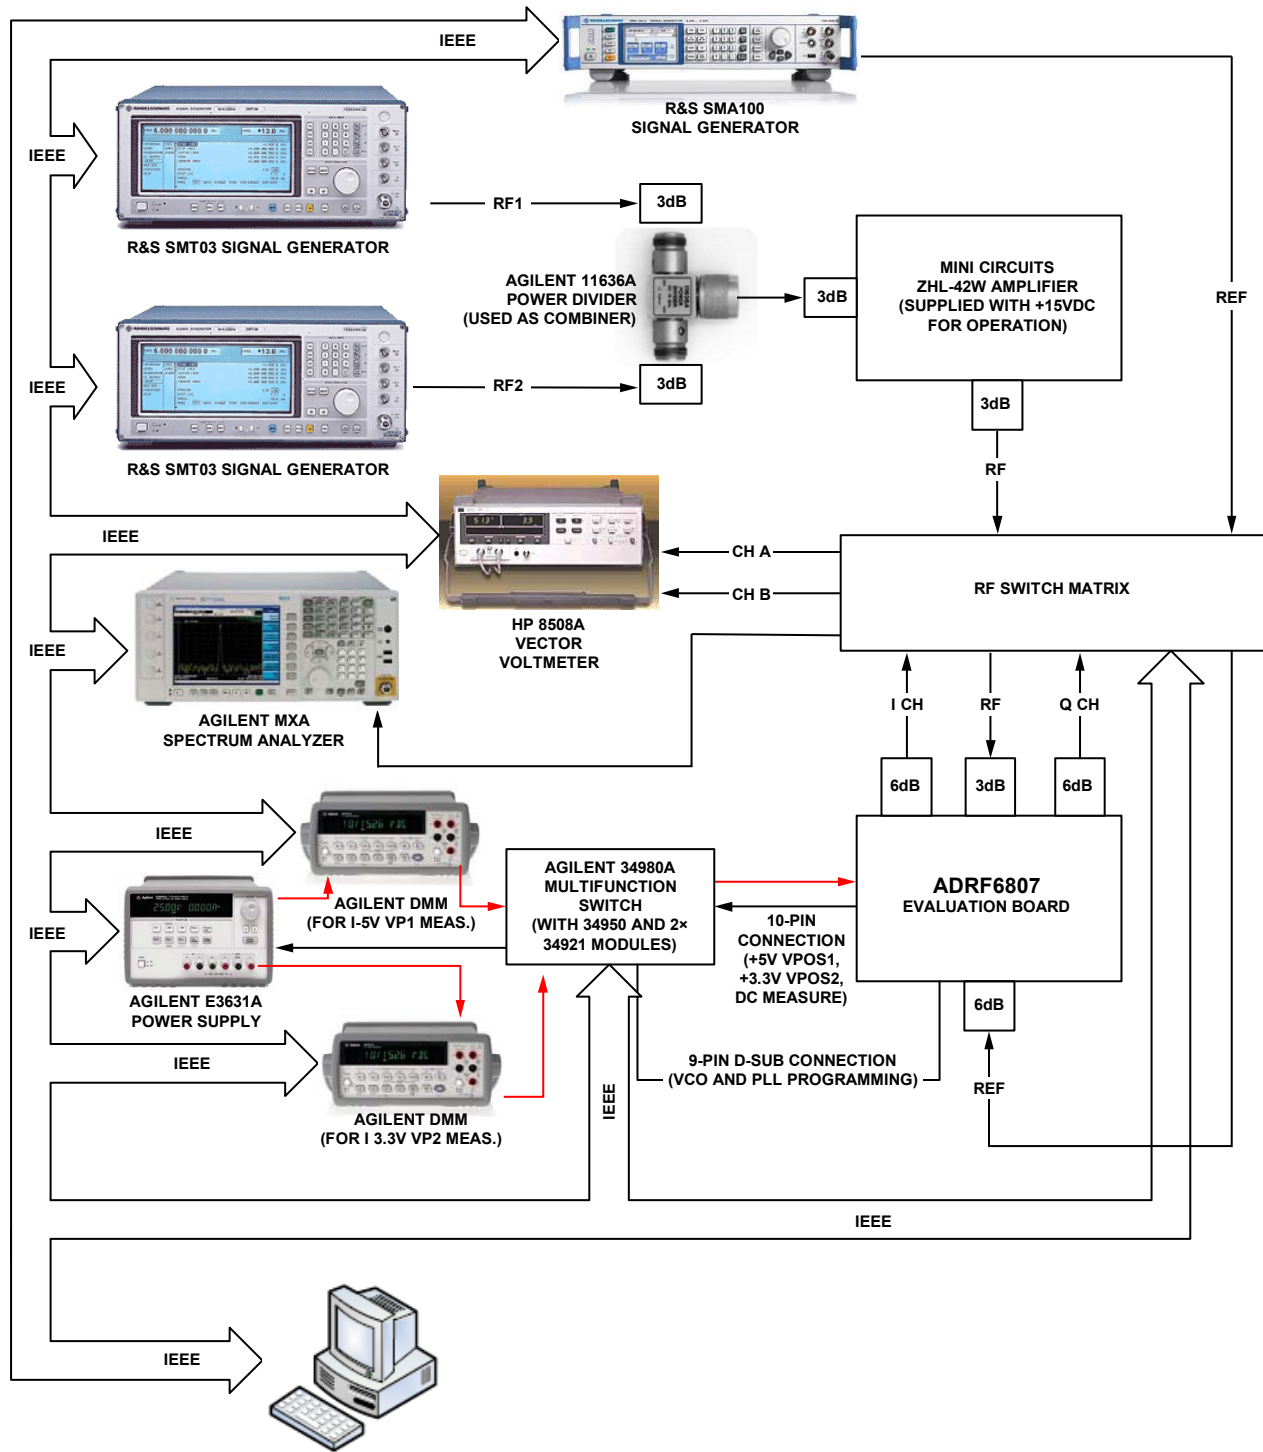 IEEE
R&S SMA100
SIGNAL GENERATOR
IEEE
R&S SMT03 SIGNAL GENERATOR
RF1
3dB
REF
AGILENT 11636A
POWER DIVIDER
(USED AS COMBINER)
3dB
MINI CIRCUITS
ZHL-42W AMPLIFIER
(SUPPLIED WITH +15VDC
FOR OPERATION)
IEEE
RF2
3dB
3dB
R&S SMT03 SIGNAL GENERATOR
RF
IEEE
CH A
CH B
RF SWITCH MATRIX
HP 8508A
VECTOR
VOLTMETER
IEEE
AGILENT MXA
SPECTRUM ANALYZER
I CH
RF
Q CH
6dB
3dB
6dB
IEEE
AGILENT DMM
(FOR I-5V VP1 MEAS.)
AGILENT 34980A
MULTIFUNCTION
SWITCH
(WITH 34950 AND 2×
34921 MODULES)
ADRF6807
EVALUATION BOARD
10-PIN
CONNECTION
(+5V VPOS1,
+3.3V VPOS2,
DC MEASURE)
IEEE
AGILENT E3631A
POWER SUPPLY
6dB
IEEE
AGILENT DMM
(FOR I 3.3V VP2 MEAS.)
9-PIN D-SUB CONNECTION
(VCO AND PLL PROGRAMMING)
REF
IEEE
IEEE
IEEE